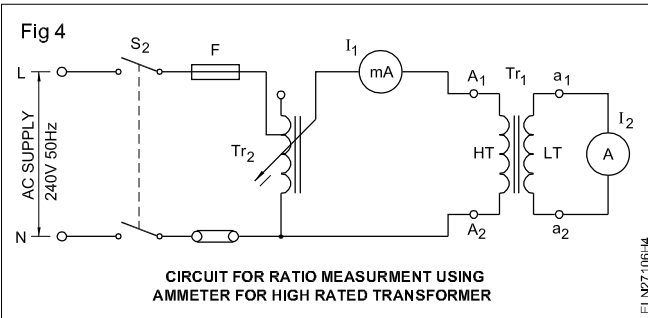 Fig 4
S2
F
I1
mA
A1
Tr1
a1
I2
L
AC SUPPLY
240V 50Hz
Tr2
HT
LT
A
N
A2
a2
CIRCUIT FOR RATIO MEASURMENT USING
AMMETER FOR HIGH RATED TRANSFORMER
ELN27106H4